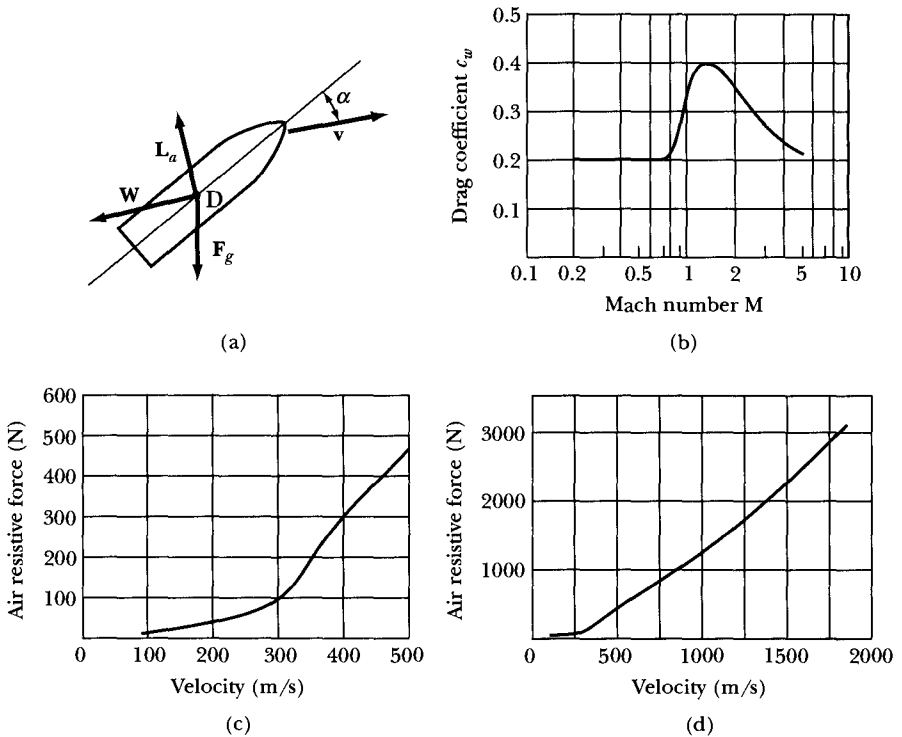 α
v
L_a
W
D
F_g
(a)
Drag coefficient c_w
0.5
0.4
0.3
0.2
0.1
0.1 0.2 0.5 1 2 5 10
Mach number M
(b)
Air resistive force (N)
600
500
400
300
200
100
0 100 200 300 400 500
Velocity (m/s)
(c)
Air resistive force (N)
3000
2000
1000
0 500 1000 1500 2000
Velocity (m/s)
(d)